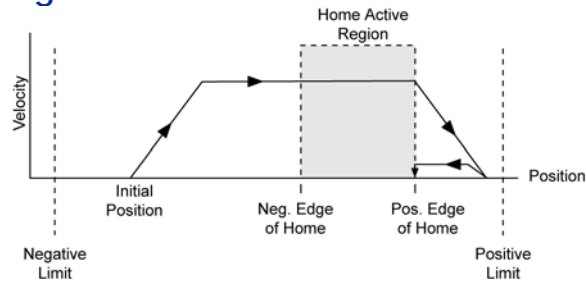 Home Active
Region
Velocity
Position
Initial
Position
Neg. Edge
of Home
Pos. Edge
of Home
Negative
Limit
Positive
Limit